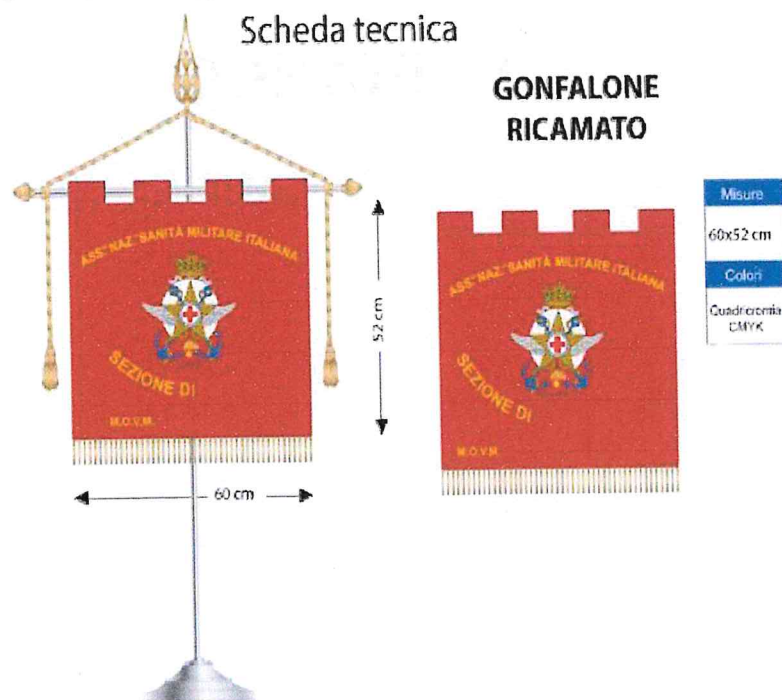 Scheda tecnica
GONFALONE
RICAMATO
ASS. NAZ. SANITÀ MILITARE ITALIANA
SEZIONE DI
M.O.V.M.
52 cm
60 cm
ASS. NAZ. SANITÀ MILITARE ITALIANA
SEZIONE DI
M.O.V.M.
Misure
60x52 cm
Colori
Quadricromia
CMYK